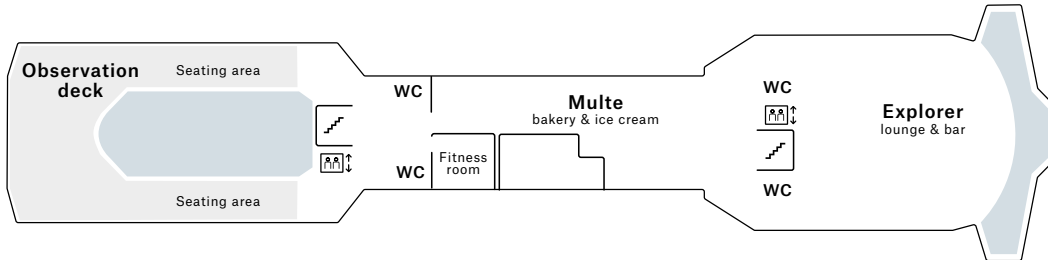 Observation
deck
Seating area
Seating area
WC
WC
Fitness
room
Multe
bakery & ice cream
WC
WC
Explorer
lounge & bar